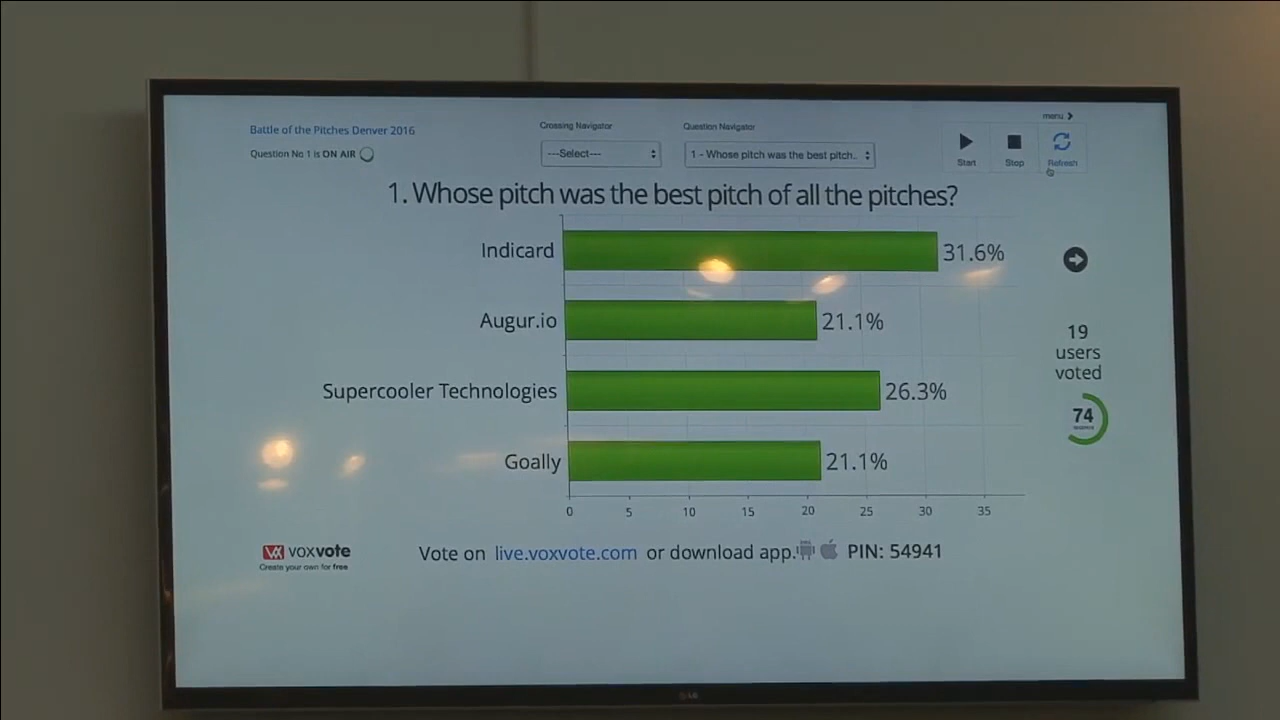 menu
Battle of the Pitches Denver 2016
Crossing Navigator
Question Navigator
Question No 1 is ON AIR
---Select---
1 - Whose pitch was the best pitch..
Start
Stop
Refresh
1. Whose pitch was the best pitch of all the pitches?
Indicard
31.6%
Augur.io
21.1%
Supercooler Technologies
26.3%
Goally
21.1%
0 5 10 15 20 25 30 35
19
users
voted
74
voxvote
Create your own for free
Vote on live.voxvote.com or download app. PIN: 54941
LG